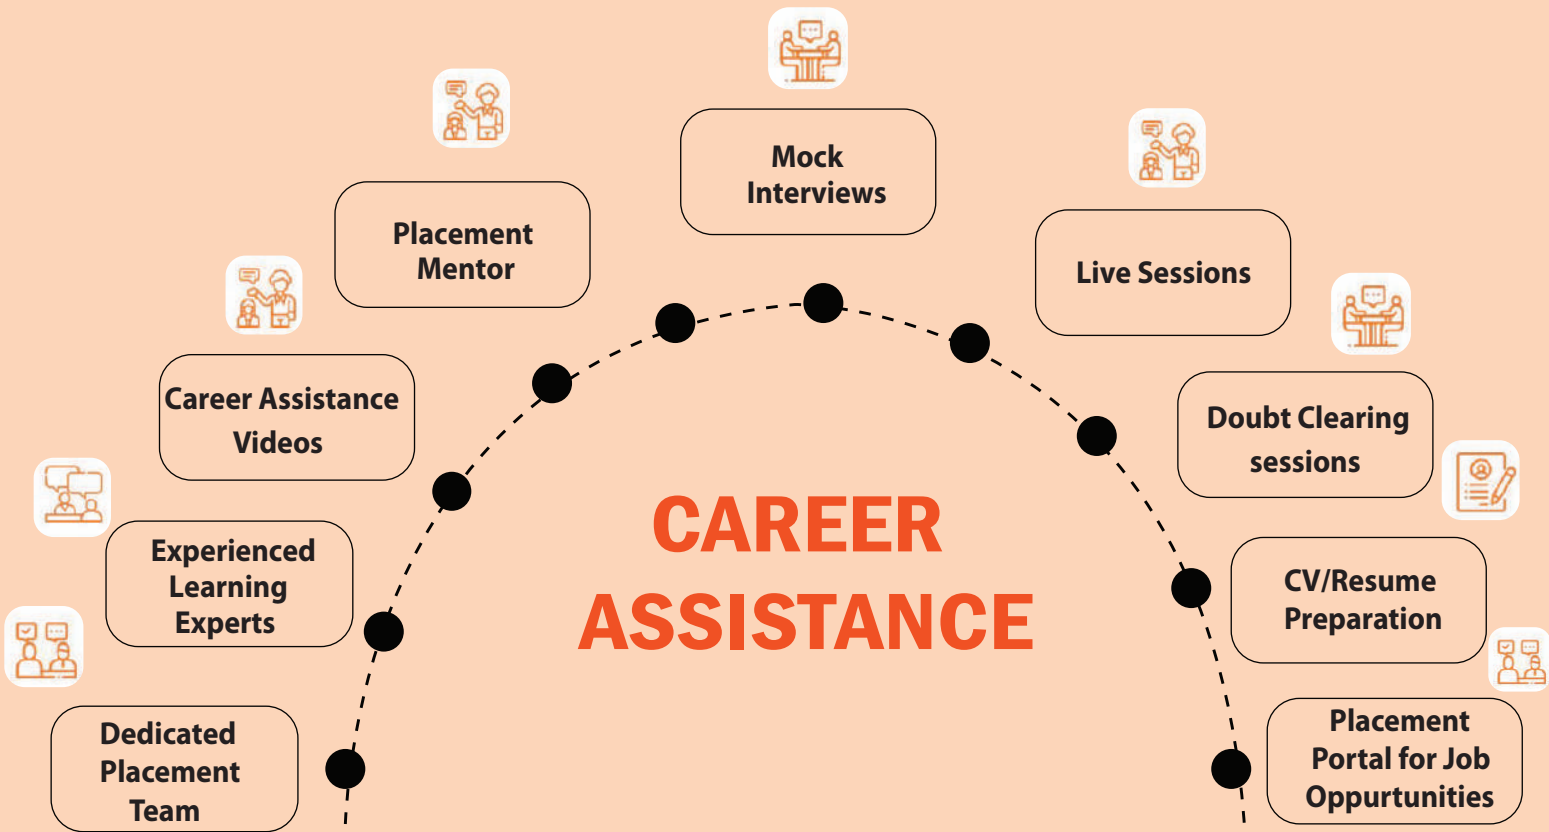 Mock
Interviews
Placement
Mentor
Live Sessions
Career Assistance
Videos
Doubt Clearing
sessions
Experienced
Learning
Experts
CAREER
ASSISTANCE
CV/Resume
Preparation
Dedicated
Placement
Team
Placement
Portal for Job
Oppurtunities